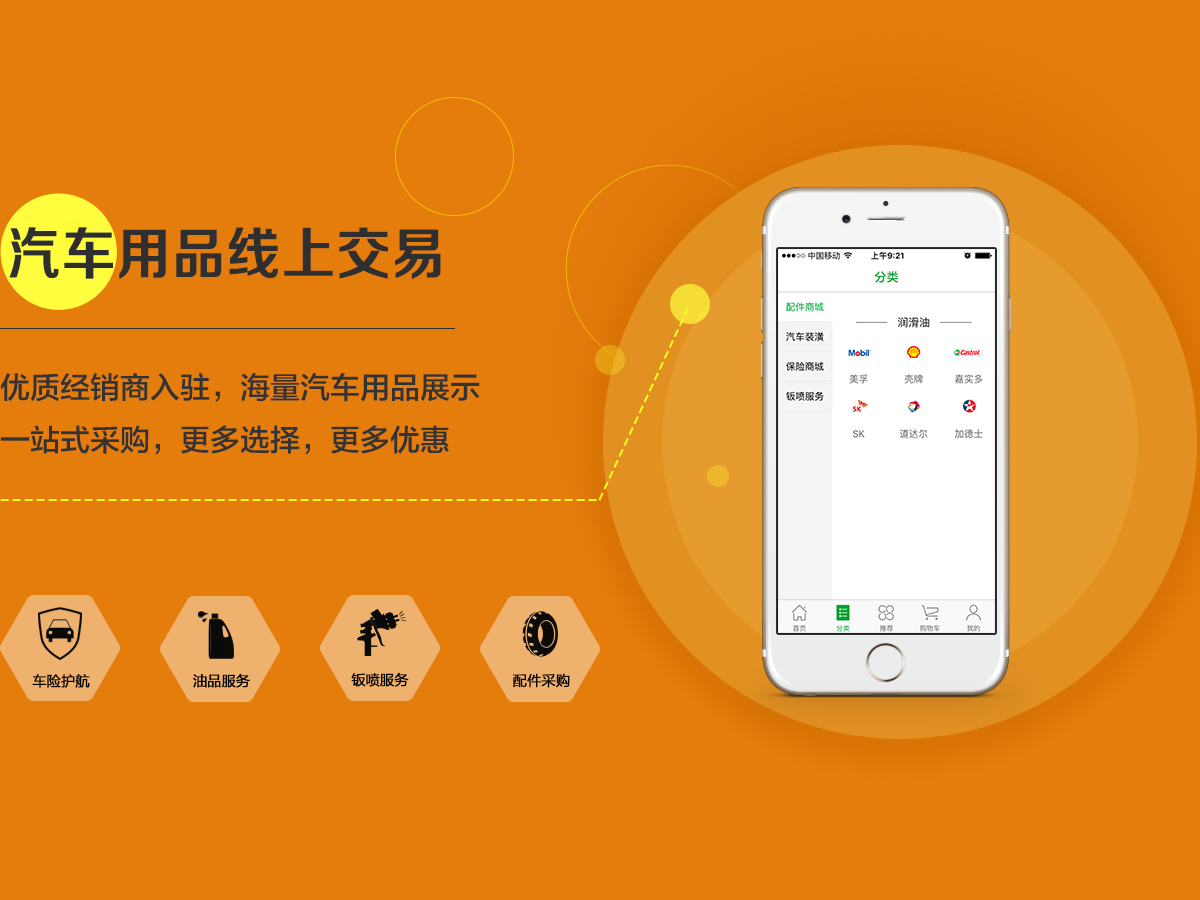 汽车用品线上交易
优质经销商入驻，海量汽车用品展示
一站式采购，更多选择，更多优惠
车险护航
油品服务
钣喷服务
配件采购
中国移动 上午9:21
分类
配件商城
汽车装潢
保险商城
钣喷服务
润滑油
Mobil
Castrol
美孚 壳牌 嘉实多
SK
SK 道达尔 加德士
首页 分类 推荐 购物车 我的